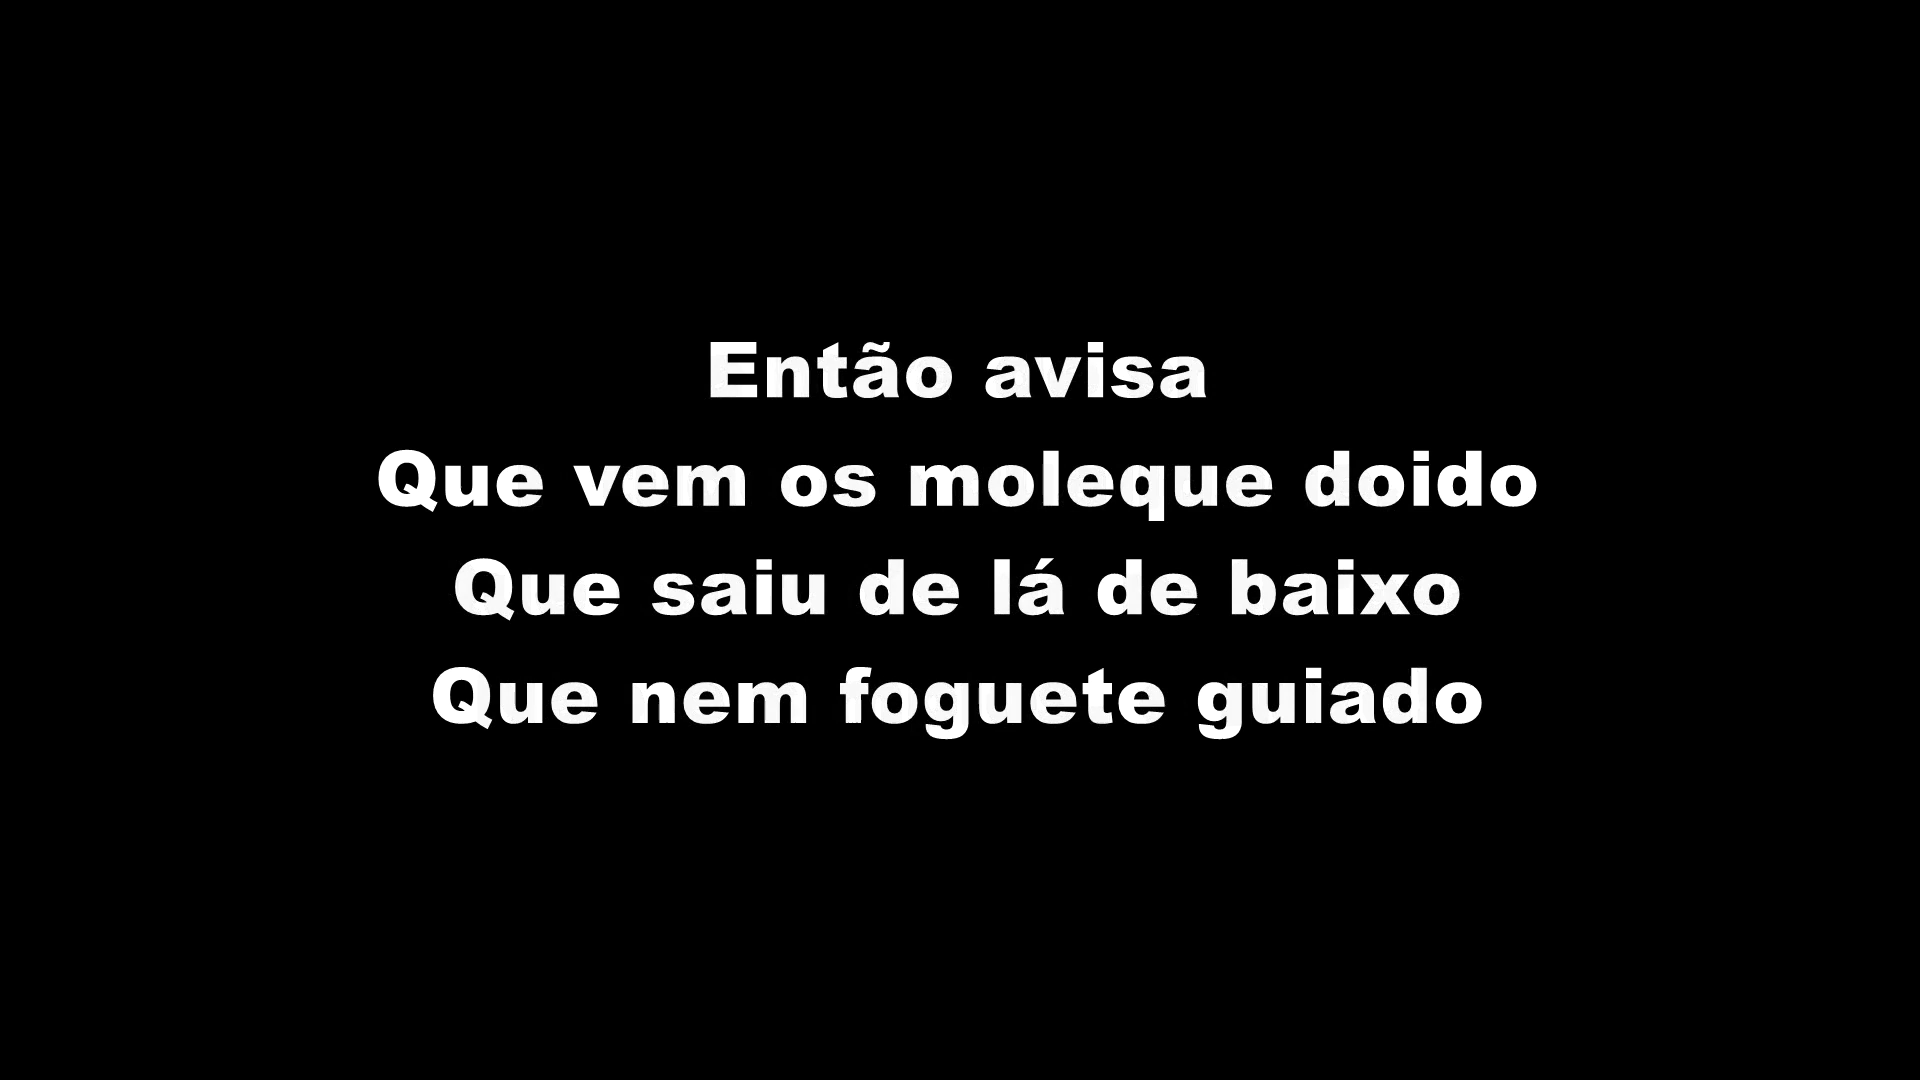 Então avisa
Que vem os moleque doido
Que saiu de lá de baixo
Que nem foguete guiado